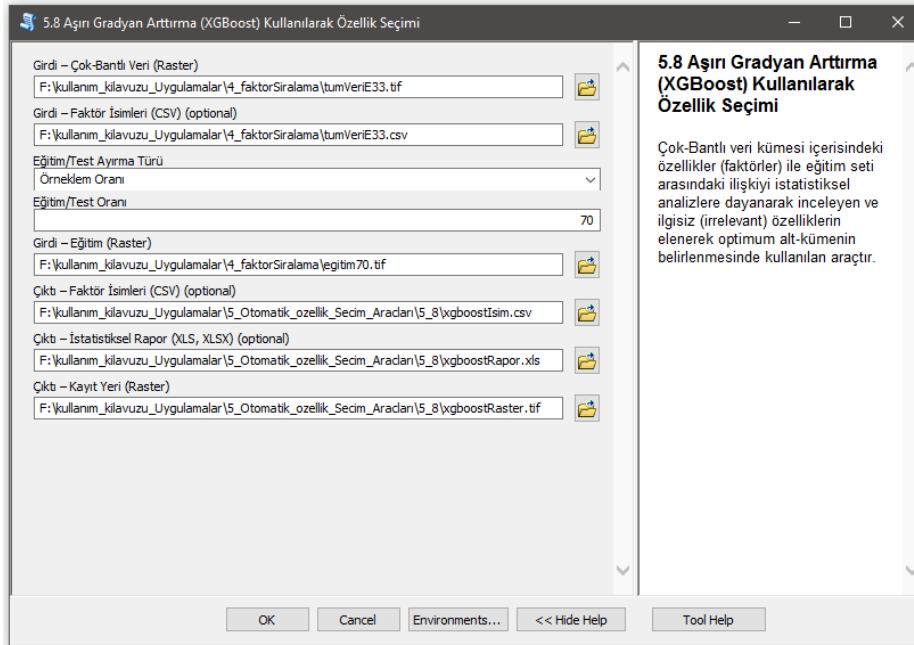 5.8 Aşırı Gradyan Arttırma (XGBoost) Kullanılarak Özellik Seçimi
Girdi – Çok-Bantlı Veri (Raster)
F:\kullanım_kilavuzu_Uygulamalar\4_faktorSiralama\tumVeriE33.tif
Girdi – Faktör İsimleri (CSV) (optional)
F:\kullanım_kilavuzu_Uygulamalar\4_faktorSiralama\tumVeriE33.csv
Eğitim/Test Ayırma Türü
Örneklem Oranı
Eğitim/Test Oranı
70
Girdi – Eğitim (Raster)
F:\kullanım_kilavuzu_Uygulamalar\4_faktorSiralama\egitim70.tif
Çıktı – Faktör İsimleri (CSV) (optional)
F:\kullanım_kilavuzu_Uygulamalar\5_Otomatik_ozellik_Secim_Aracları\5_8\xgboostIsim.csv
Çıktı – İstatistiksel Rapor (XLS, XLSX) (optional)
F:\kullanım_kilavuzu_Uygulamalar\5_Otomatik_ozellik_Secim_Aracları\5_8\xgboostRapor.xls
Çıktı – Kayıt Yeri (Raster)
F:\kullanım_kilavuzu_Uygulamalar\5_Otomatik_ozellik_Secim_Aracları\5_8\xgboostRaster.tif
5.8 Aşırı Gradyan Arttırma
(XGBoost) Kullanılarak
Özellik Seçimi
Çok-Bantlı veri kümesi içerisindeki
özellikler (faktörler) ile eğitim seti
arasındaki ilişkiyi istatistiksel
analizlere dayanarak inceleyen ve
ilgisiz (irrelevant) özelliklerin
elenerek optimum alt-kümenin
belirlenmesinde kullanılan araçtır.
OK
Cancel
Environments...
<< Hide Help
Tool Help